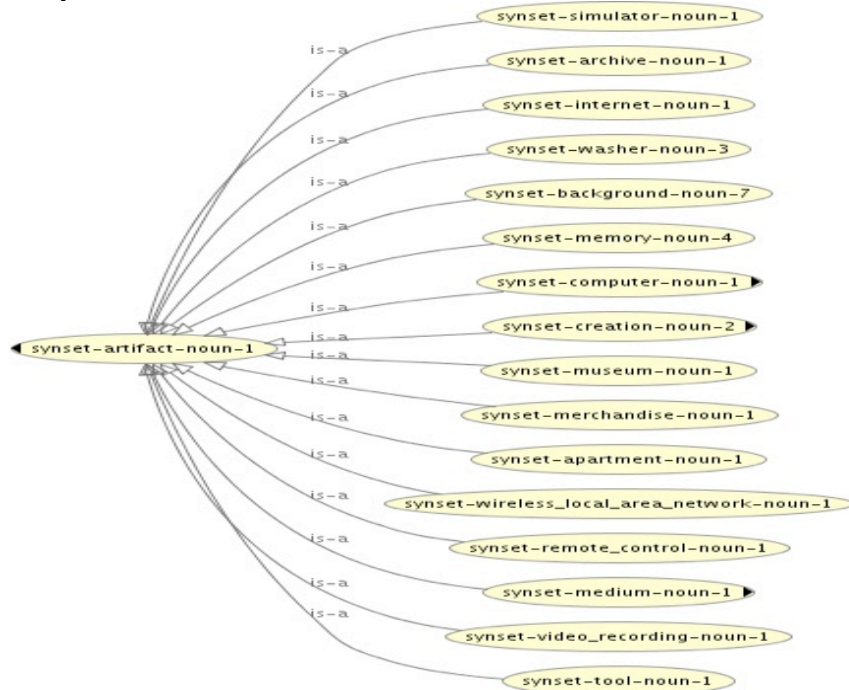 synset-simulator-noun-1
is-a
synset-archive-noun-1
is-a
synset-internet-noun-1
is-a
synset-washer-noun-3
is-a
synset-background-noun-7
is-a
synset-memory-noun-4
is-a
synset-computer-noun-1
is-a
synset-creation-noun-2
is-a
synset-artifact-noun-1
is-a
synset-museum-noun-1
is-a
synset-merchandise-noun-1
is-a
synset-apartment-noun-1
is-a
synset-wireless_local_area_network-noun-1
is-a
synset-remote_control-noun-1
is-a
synset-medium-noun-1
is-a
synset-video_recording-noun-1
is-a
synset-tool-noun-1